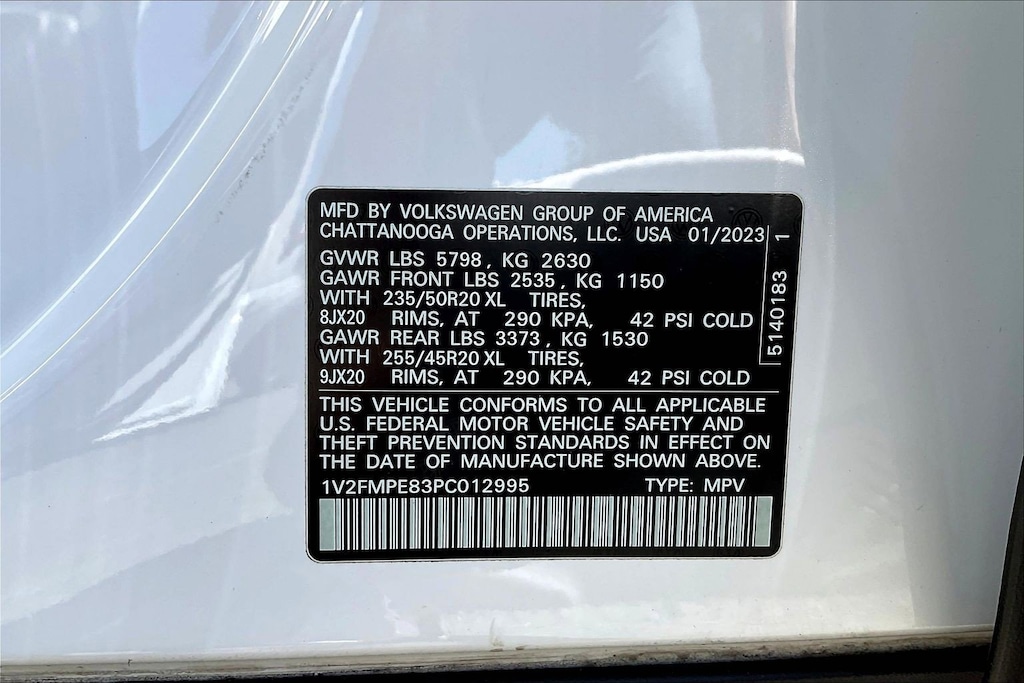 MFD BY VOLKSWAGEN GROUP OF AMERICA
CHATTANOOGA OPERATIONS, LLC. USA 01/2023
GVWR LBS 5798, KG 2630
GAWR FRONT LBS 2535, KG 1150
WITH 235/50R20 XL TIRES,
8JX20 RIMS, AT 290 KPA, 42 PSI COLD
GAWR REAR LBS 3373, KG 1530
WITH 255/45R20 XL TIRES,
9JX20 RIMS, AT 290 KPA, 42 PSI COLD
5140183 1
THIS VEHICLE CONFORMS TO ALL APPLICABLE
U.S. FEDERAL MOTOR VEHICLE SAFETY AND
THEFT PREVENTION STANDARDS IN EFFECT ON
THE DATE OF MANUFACTURE SHOWN ABOVE.
1V2FMPE83PC012995 TYPE: MPV